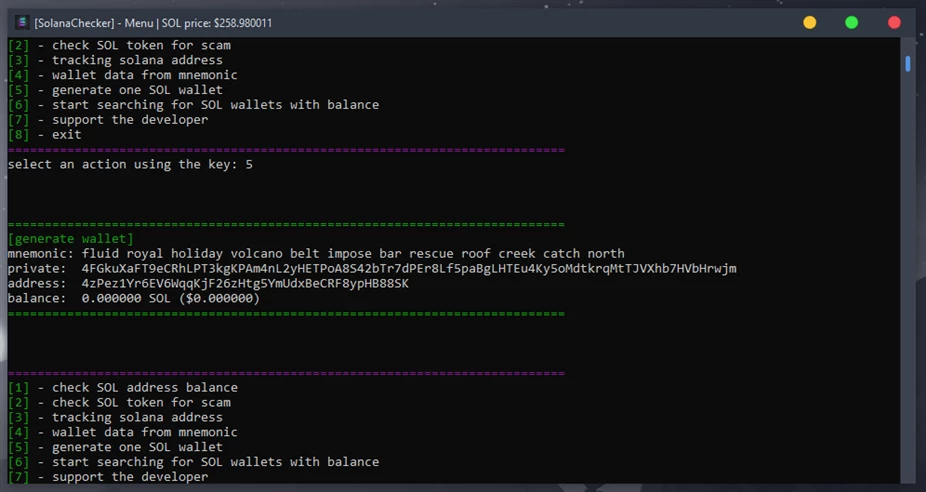 [SolanaChecker] - Menu | SOL price: $258.980011
[2] - check SOL token for scam
[3] - tracking solana address
[4] - wallet data from mnemonic
[5] - generate one SOL wallet
[6] - start searching for SOL wallets with balance
[7] - support the developer
[8] - exit
===========================================================================
select an action using the key: 5
===========================================================================
[generate wallet]
mnemonic: fluid royal holiday volcano belt impose bar rescue roof creek catch north
private: 4FGkuXaFT9eCRhLPT3kgKPAm4nL2yHETPoA8S42bTr7dPEr8Lf5paBgLHTEu4Ky5oMdtkrqMtTJVXhb7HVbHrwjm
address: 4zPez1Yr6EV6WqqKjF26zHtg5YmUdxBeCRF8ypHB88SK
balance: 0.000000 SOL ($0.000000)
===========================================================================
===========================================================================
[1] - check SOL address balance
[2] - check SOL token for scam
[3] - tracking solana address
[4] - wallet data from mnemonic
[5] - generate one SOL wallet
[6] - start searching for SOL wallets with balance
[7] - support the developer